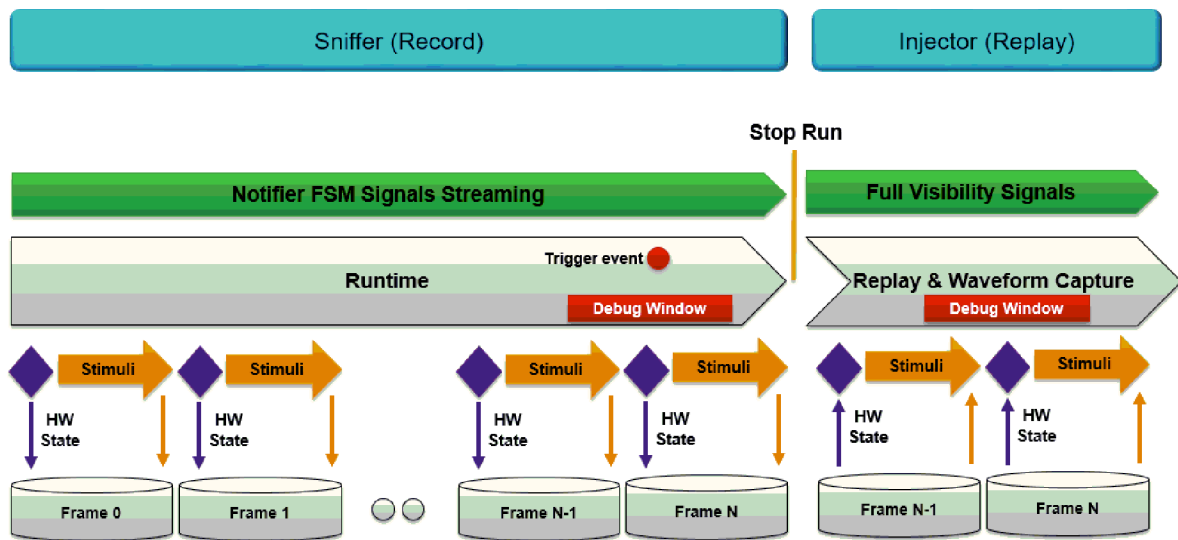 Sniffer (Record)
Injector (Replay)
Stop Run
Notifier FSM Signals Streaming
Full Visibility Signals
Trigger event
Runtime
Replay & Waveform Capture
Debug Window
Debug Window
Stimuli
Stimuli
Stimuli
Stimuli
Stimuli
Stimuli
HW
State
HW
State
HW
State
HW
State
HW
State
HW
State
Frame 0
Frame 1
Frame N-1
Frame N
Frame N-1
Frame N